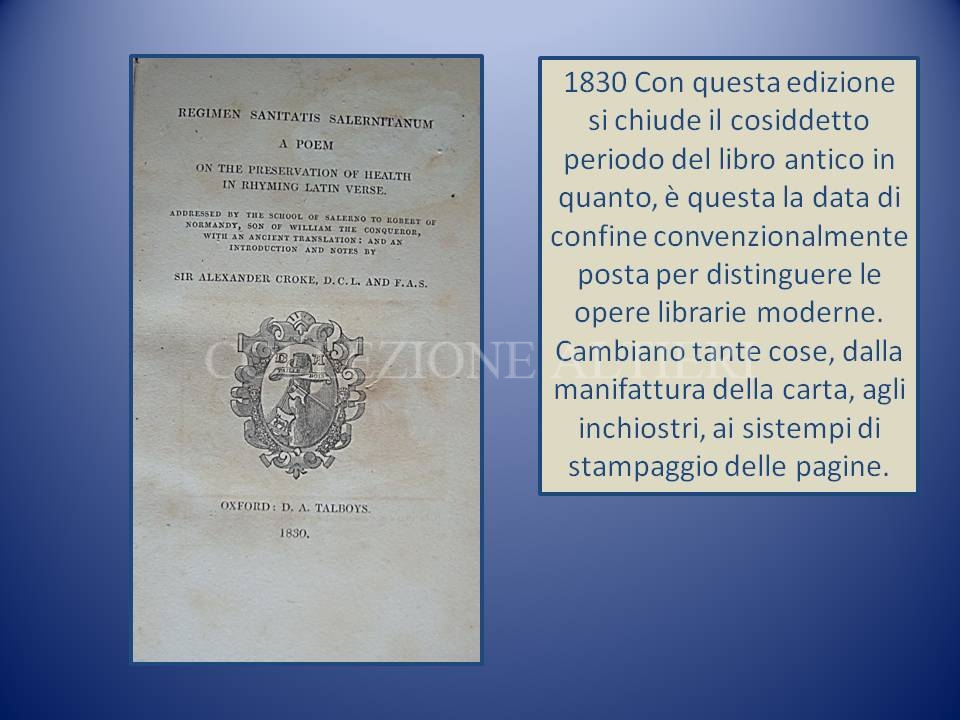 REGIMEN SANITATIS SALERNITANUM
A POEM
ON THE PRESERVATION OF HEALTH
IN RHYMING LATIN VERSE.
ADDRESSED BY THE SCHOOL OF SALERNO TO ROBERT OF
NORMANDY, SON OF WILLIAM THE CONQUEROR,
WITH AN ANCIENT TRANSLATION: AND AN
INTRODUCTION AND NOTES BY
SIR ALEXANDER CROKE, D.C.L. AND F.A.S.
OXFORD: D. A. TALBOYS.
1830.
COLLEZIONE ALTIERI
1830 Con questa edizione
si chiude il cosiddetto
periodo del libro antico in
quanto, è questa la data di
confine convenzionalmente
posta per distinguere le
opere librarie moderne.
Cambiano tante cose, dalla
manifattura della carta, agli
inchiostri, ai sistempi di
stampaggio delle pagine.